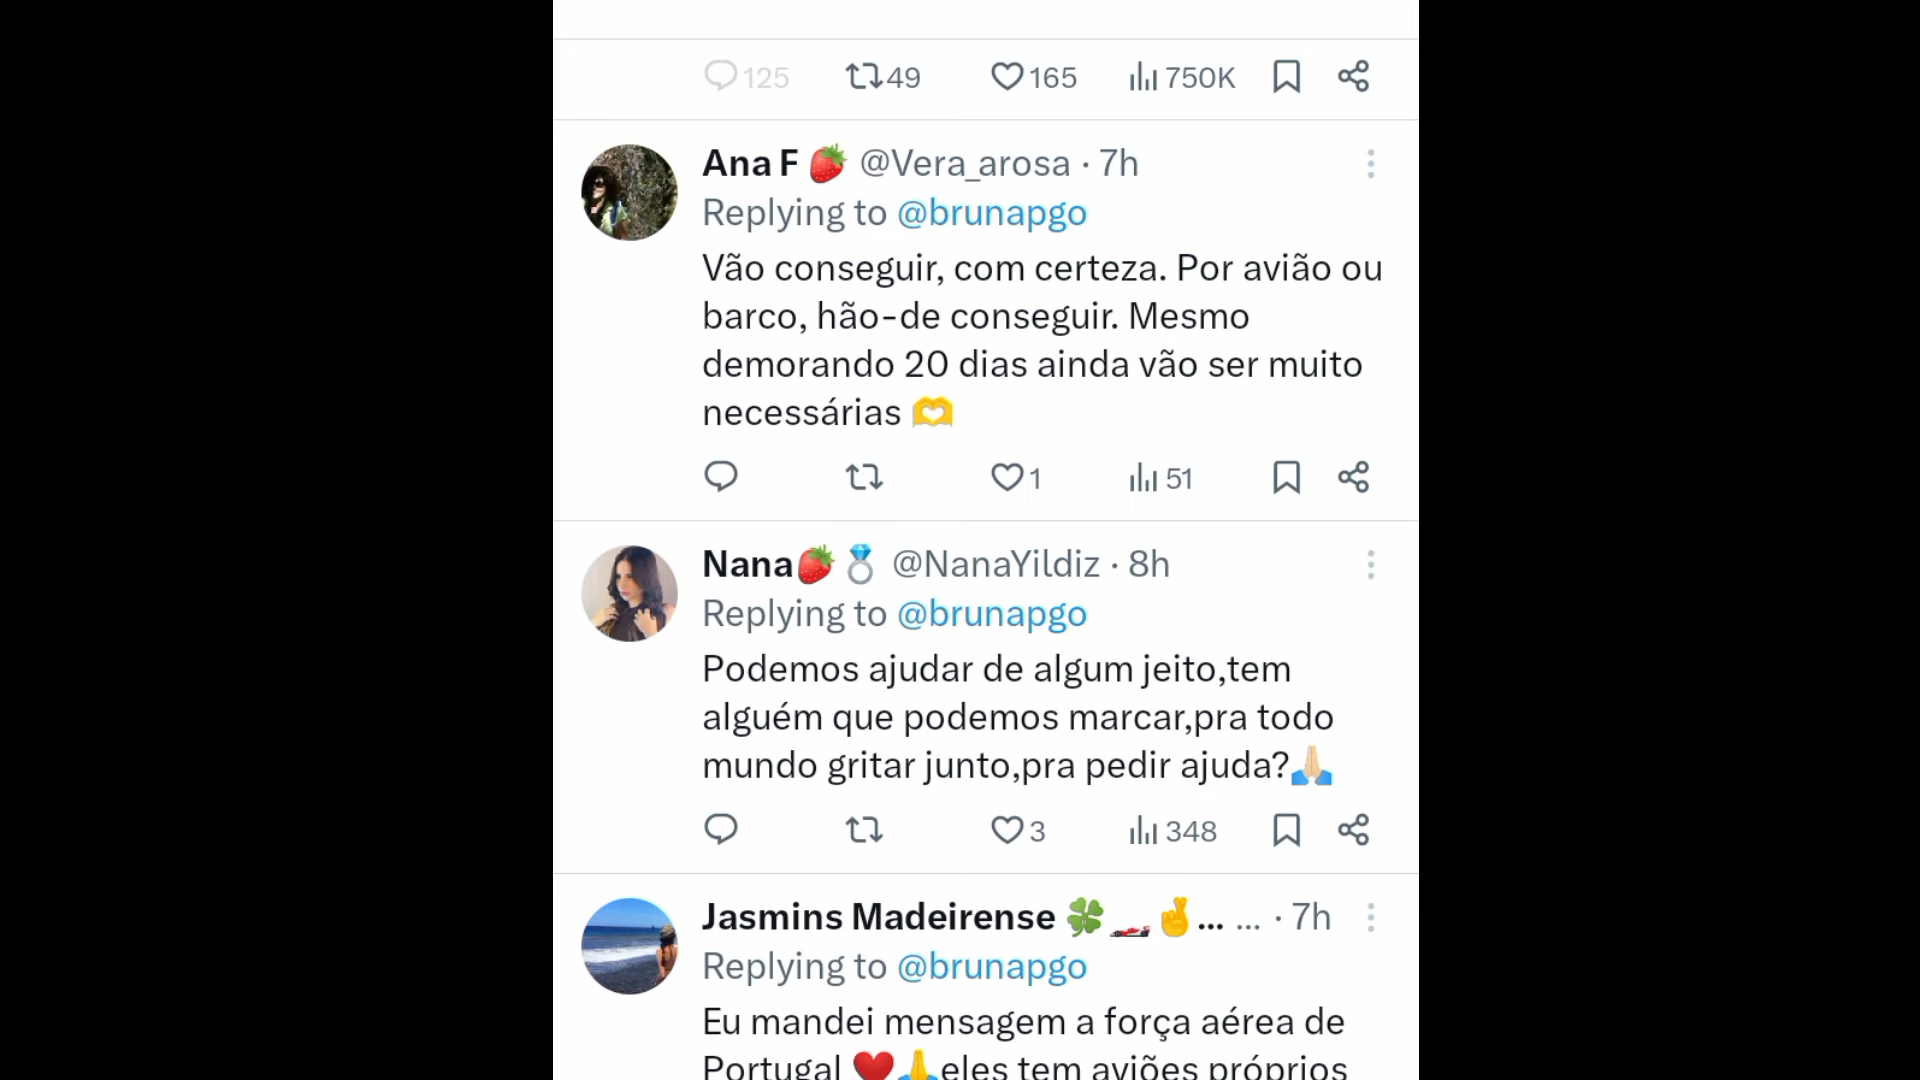 125 49 165 750K
Ana F 🍓 @Vera_arosa · 7h
Replying to @brunapgo
Vão conseguir, com certeza. Por avião ou
barco, hão-de conseguir. Mesmo
demorando 20 dias ainda vão ser muito
necessárias 🫶
1 51
Nana🍓💍 @NanaYildiz · 8h
Replying to @brunapgo
Podemos ajudar de algum jeito,tem
alguém que podemos marcar,pra todo
mundo gritar junto,pra pedir ajuda?🙏🏻
3 348
Jasmins Madeirense 🍀🏎️🤞... ... · 7h
Replying to @brunapgo
Eu mandei mensagem a força aérea de
Portugal ❤️🙏eles tem aviões próprios